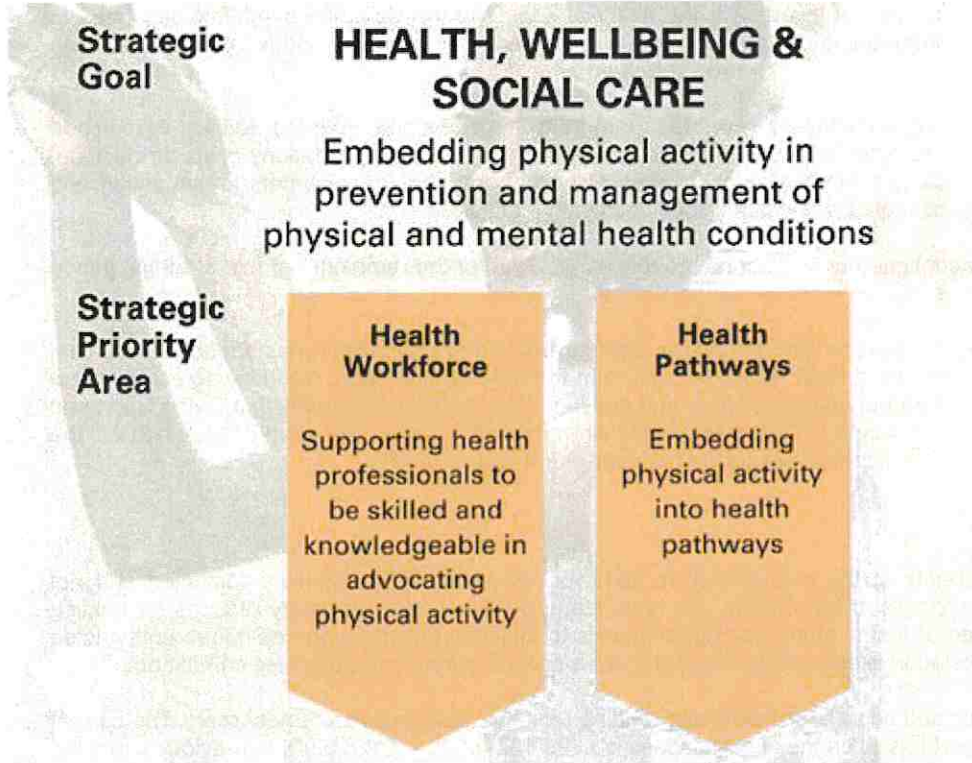 Strategic
Goal
HEALTH, WELLBEING &
SOCIAL CARE
Embedding physical activity in
prevention and management of
physical and mental health conditions
Strategic
Priority
Area
Health
Workforce
Supporting health
professionals to
be skilled and
knowledgeable in
advocating
physical activity
Health
Pathways
Embedding
physical activity
into health
pathways